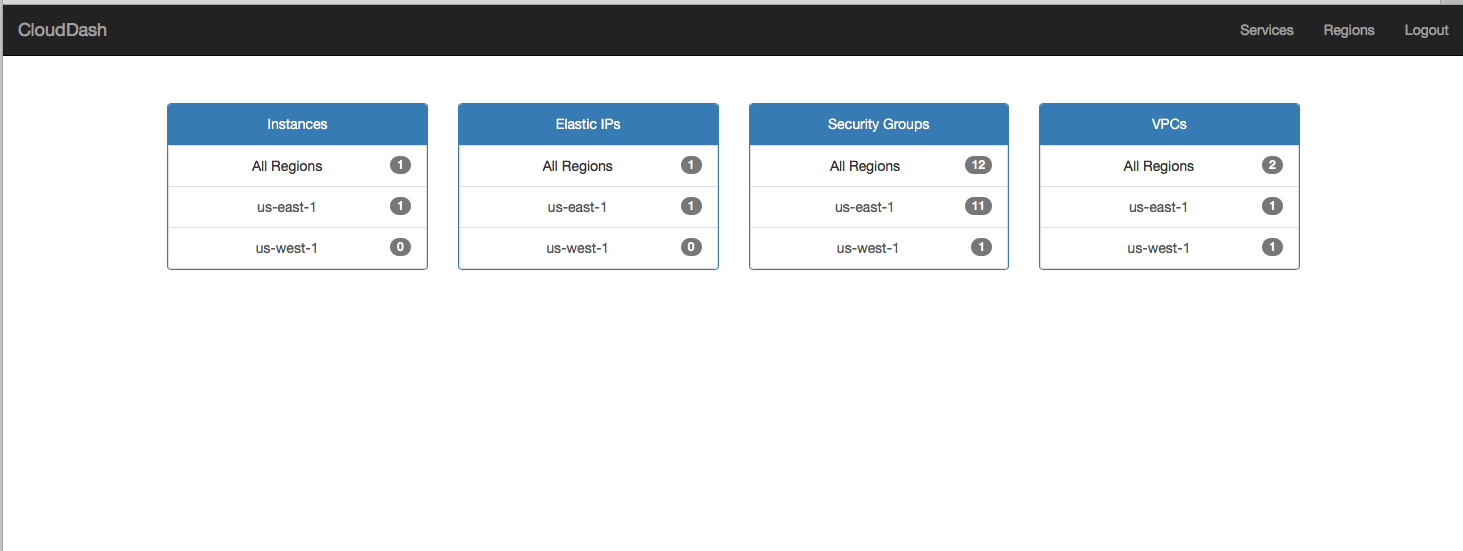 CloudDash Services Regions Logout
Instances
All Regions 1
us-east-1 1
us-west-1 0
Elastic IPs
All Regions 1
us-east-1 1
us-west-1 0
Security Groups
All Regions 12
us-east-1 11
us-west-1 1
VPCs
All Regions 2
us-east-1 1
us-west-1 1